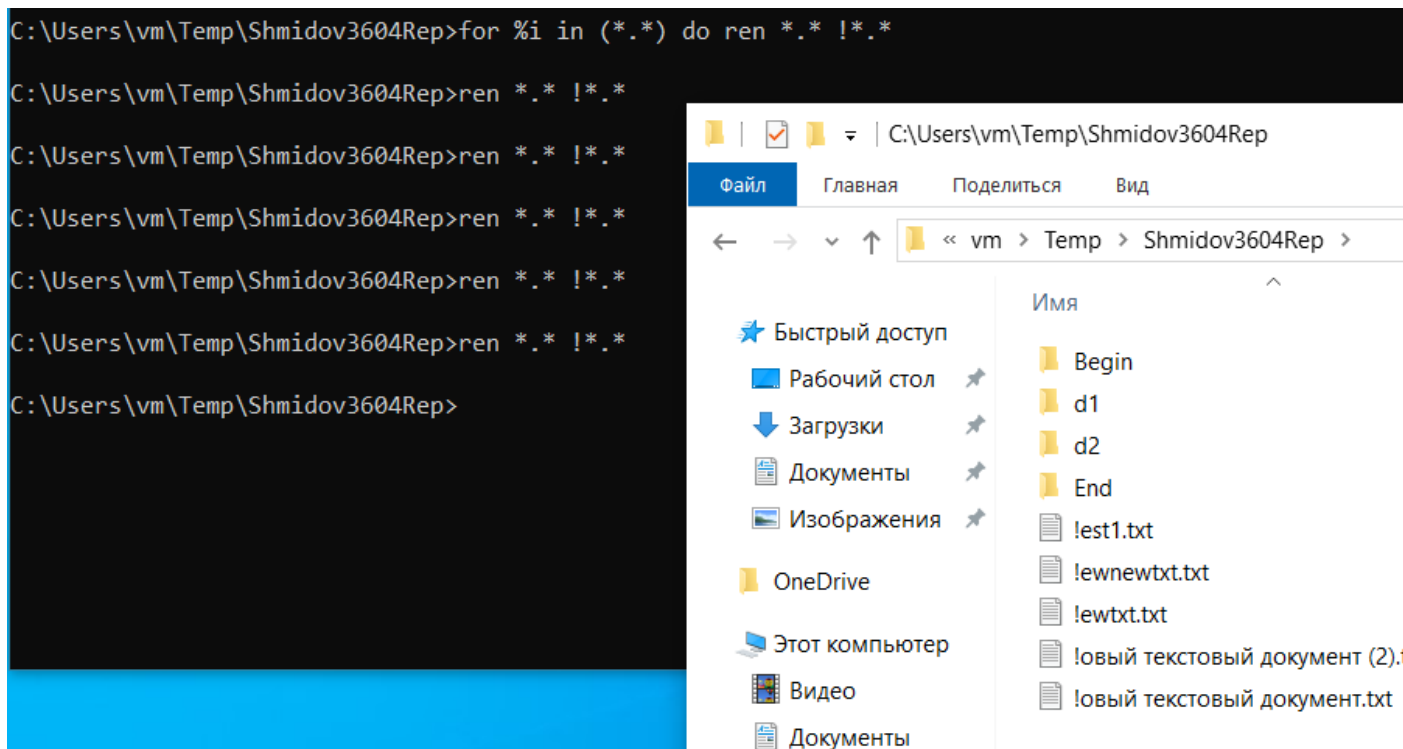 C:\Users\vm\Temp\Shmidov3604Rep>for %i in (*.*) do ren *.* !*.*
C:\Users\vm\Temp\Shmidov3604Rep>ren *.* !*.*
C:\Users\vm\Temp\Shmidov3604Rep>ren *.* !*.*
C:\Users\vm\Temp\Shmidov3604Rep>ren *.* !*.*
C:\Users\vm\Temp\Shmidov3604Rep>ren *.* !*.*
C:\Users\vm\Temp\Shmidov3604Rep>ren *.* !*.*
C:\Users\vm\Temp\Shmidov3604Rep>
C:\Users\vm\Temp\Shmidov3604Rep
Файл Главная Поделиться Вид
« vm > Temp > Shmidov3604Rep >
Быстрый доступ
Рабочий стол
Загрузки
Документы
Изображения
OneDrive
Этот компьютер
Видео
Документы
Имя
Begin
d1
d2
End
!est1.txt
!ewnewtxt.txt
!ewtxt.txt
!овый текстовый документ (2).t
!овый текстовый документ.txt